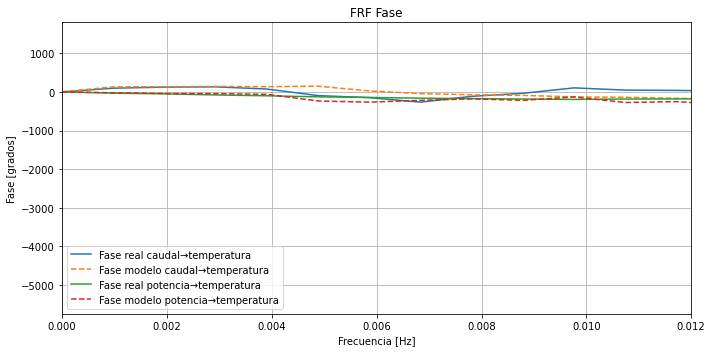 FRF Fase
Fase [grados]
1000
0
−1000
−2000
−3000
−4000
−5000
Fase real caudal→temperatura
Fase modelo caudal→temperatura
Fase real potencia→temperatura
Fase modelo potencia→temperatura
0.000 0.002 0.004 0.006 0.008 0.010 0.012
Frecuencia [Hz]